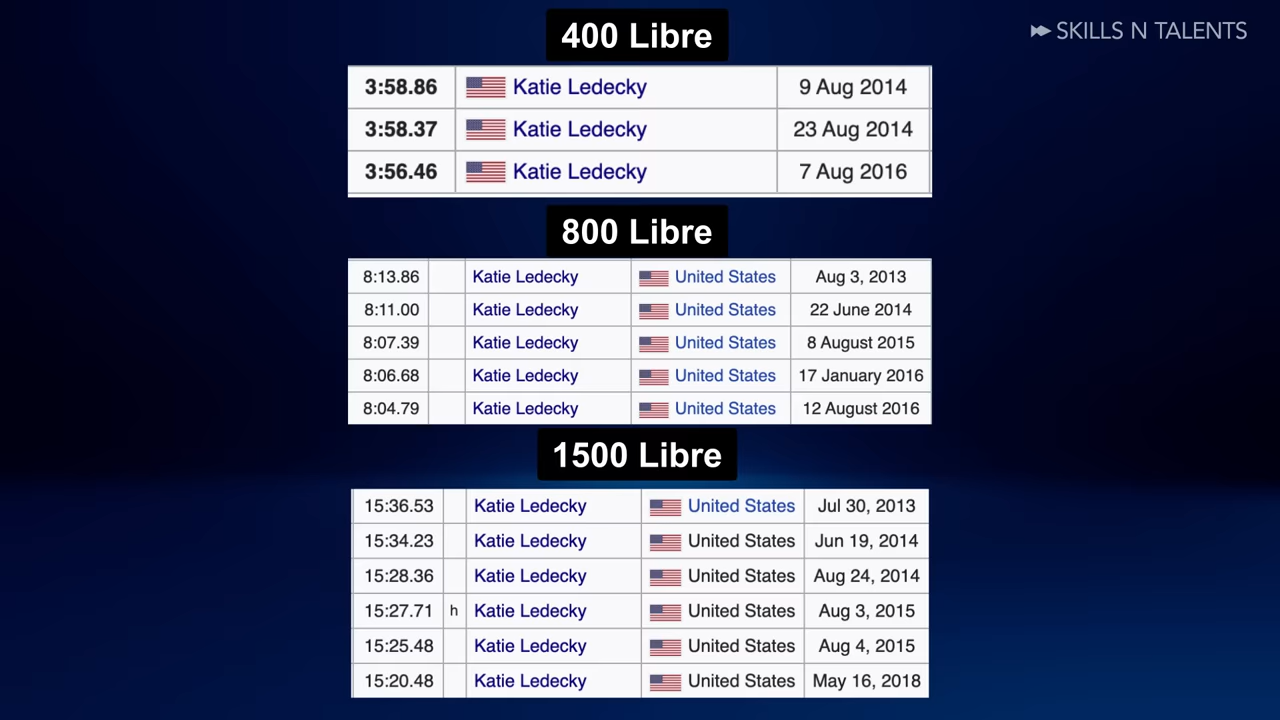 400 Libre
SKILLS N TALENTS
3:58.86 Katie Ledecky 9 Aug 2014
3:58.37 Katie Ledecky 23 Aug 2014
3:56.46 Katie Ledecky 7 Aug 2016
800 Libre
8:13.86 Katie Ledecky United States Aug 3, 2013
8:11.00 Katie Ledecky United States 22 June 2014
8:07.39 Katie Ledecky United States 8 August 2015
8:06.68 Katie Ledecky United States 17 January 2016
8:04.79 Katie Ledecky United States 12 August 2016
1500 Libre
15:36.53 Katie Ledecky United States Jul 30, 2013
15:34.23 Katie Ledecky United States Jun 19, 2014
15:28.36 Katie Ledecky United States Aug 24, 2014
15:27.71 h Katie Ledecky United States Aug 3, 2015
15:25.48 Katie Ledecky United States Aug 4, 2015
15:20.48 Katie Ledecky United States May 16, 2018